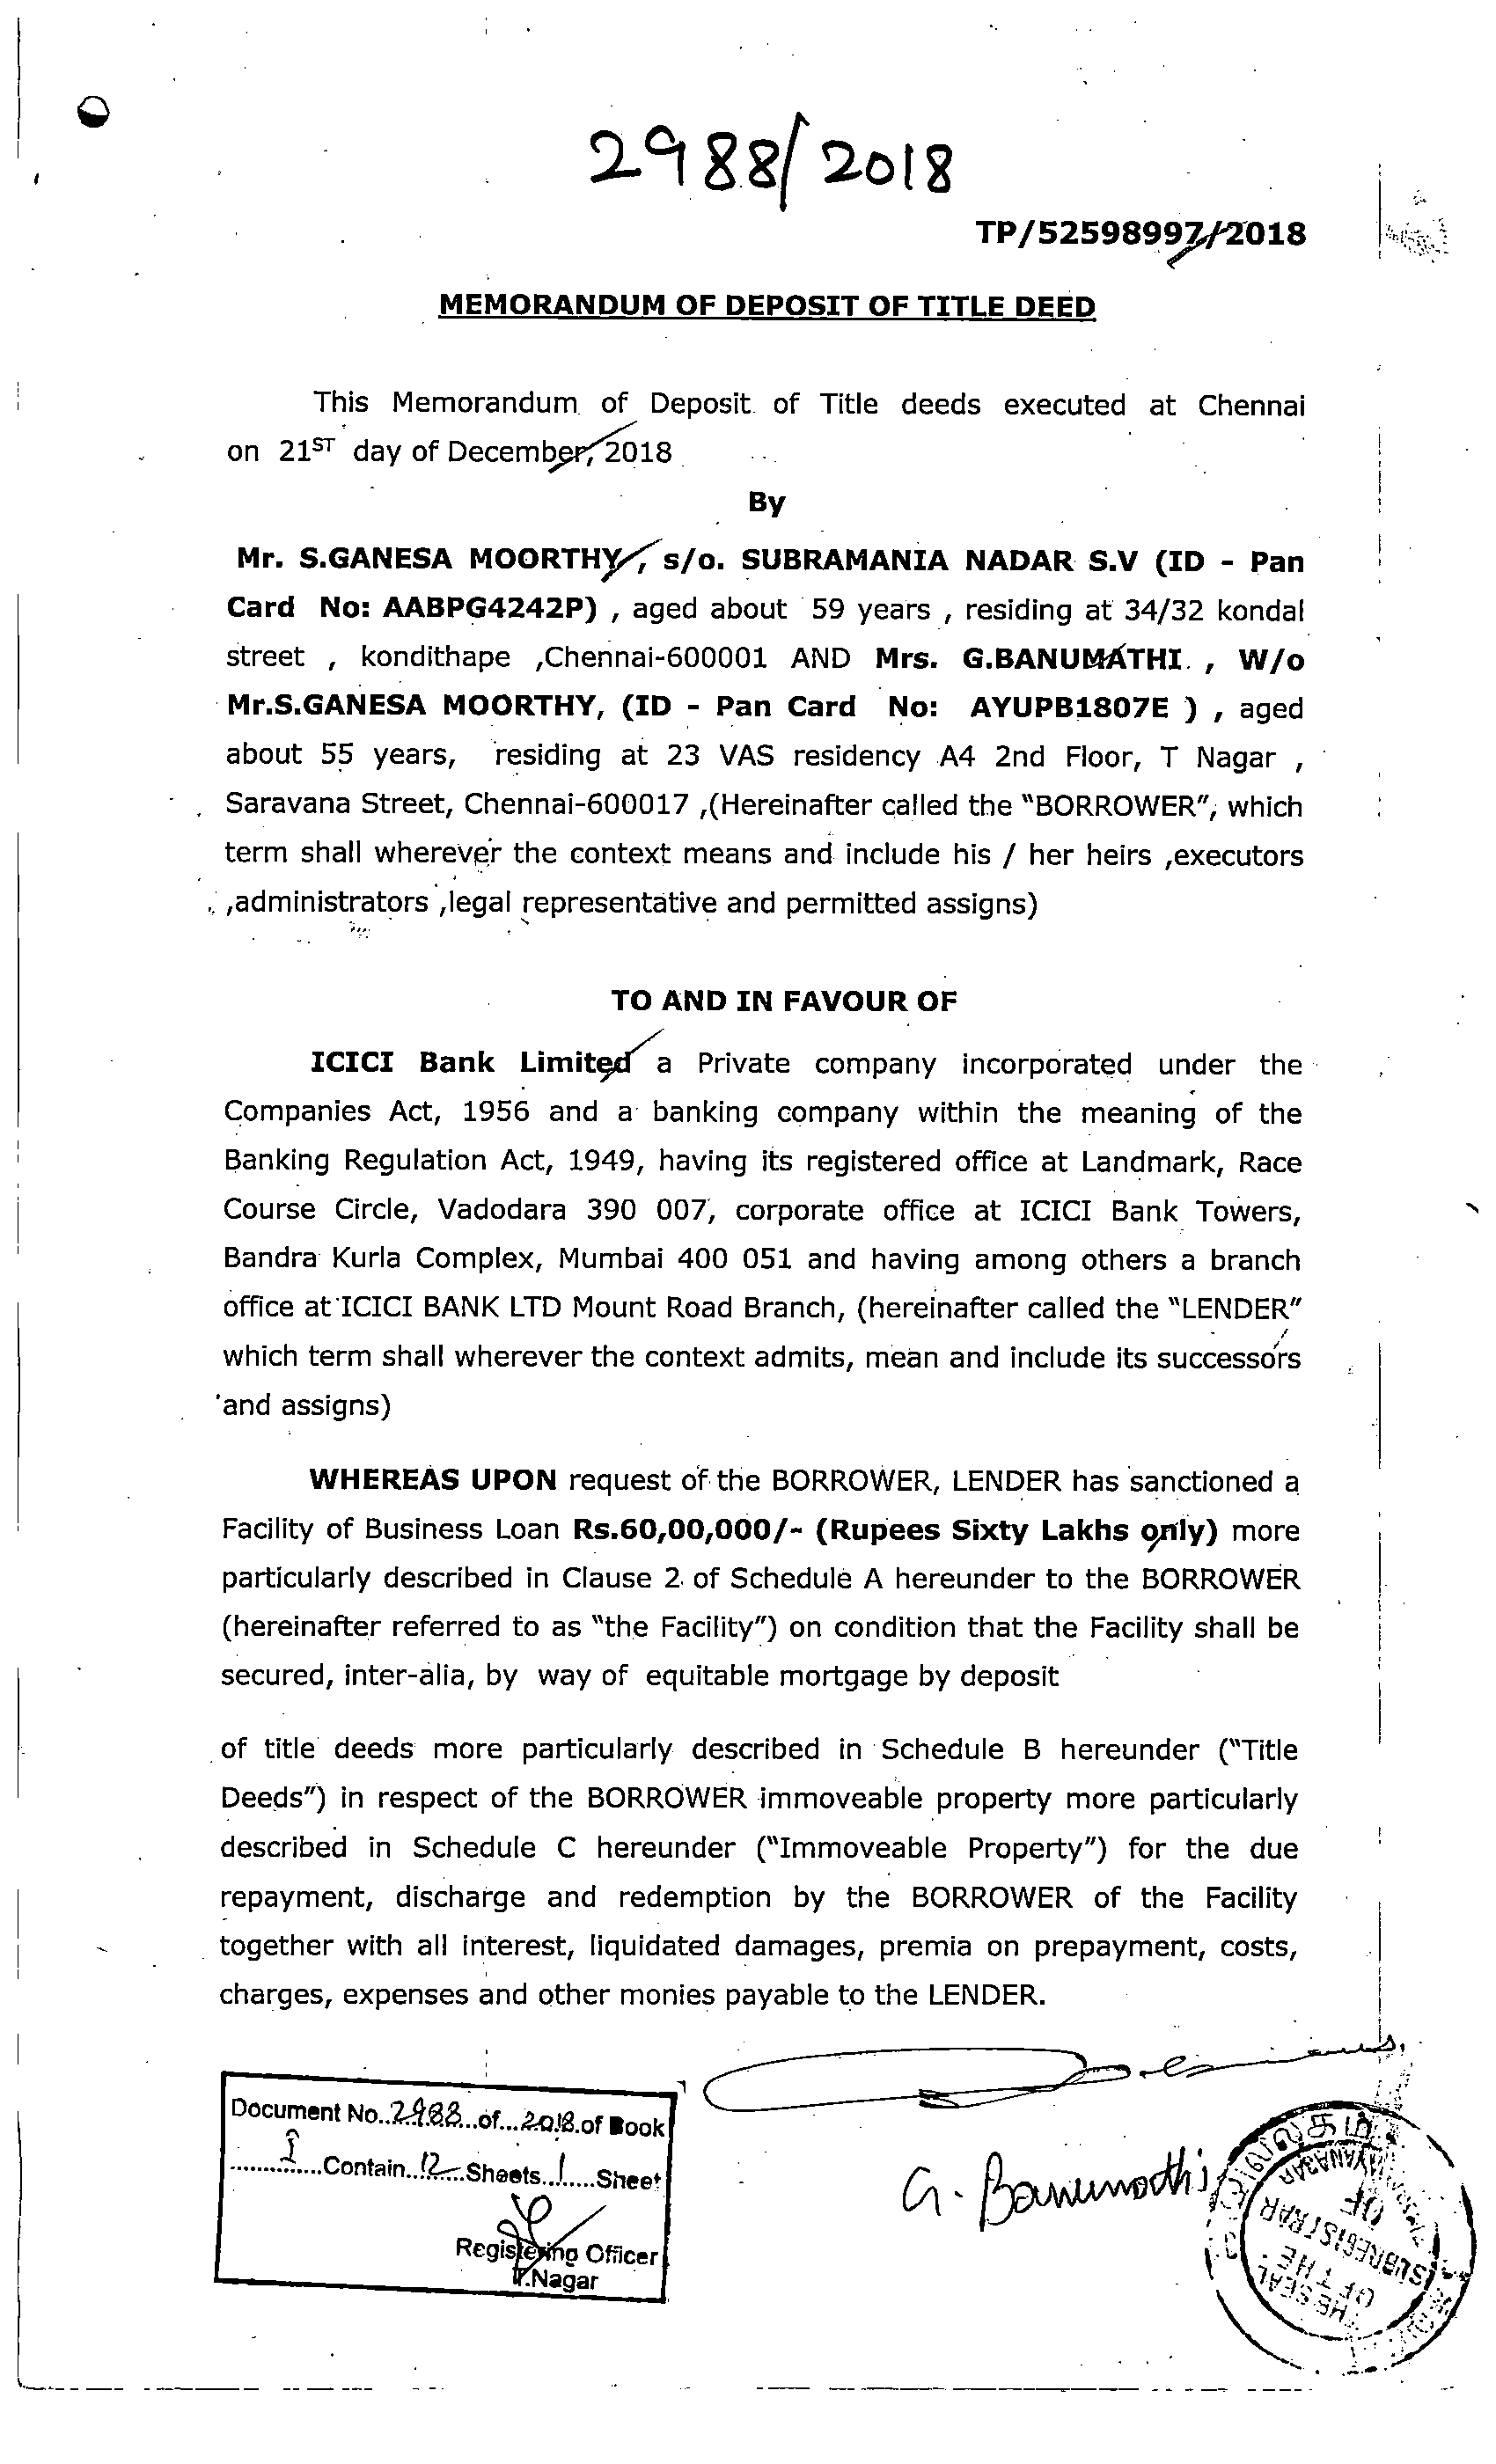 2988/2018
TP/52598997/2018
MEMORANDUM OF DEPOSIT OF TITLE DEED
This Memorandum of Deposit of Title deeds executed at Chennai
on 21ST day of December, 2018
By
Mr. S.GANESA MOORTHY, s/o. SUBRAMANIA NADAR S.V (ID - Pan
Card No: AABPG4242P) , aged about 59 years , residing at 34/32 kondal
street , kondithape ,Chennai-600001 AND Mrs. G.BANUMATHI. , W/o
Mr.S.GANESA MOORTHY, (ID - Pan Card No: AYUPB1807E ) , aged
about 55 years, residing at 23 VAS residency A4 2nd Floor, T Nagar ,
Saravana Street, Chennai-600017 ,(Hereinafter called the "BORROWER", which
term shall wherever the context means and include his / her heirs ,executors
,administrators ,legal representative and permitted assigns)
TO AND IN FAVOUR OF
ICICI Bank Limited a Private company incorporated under the
Companies Act, 1956 and a banking company within the meaning of the
Banking Regulation Act, 1949, having its registered office at Landmark, Race
Course Circle, Vadodara 390 007, corporate office at ICICI Bank Towers,
Bandra Kurla Complex, Mumbai 400 051 and having among others a branch
office at ICICI BANK LTD Mount Road Branch, (hereinafter called the "LENDER"
which term shall wherever the context admits, mean and include its successors
and assigns)
WHEREAS UPON request of the BORROWER, LENDER has sanctioned a
Facility of Business Loan Rs.60,00,000/- (Rupees Sixty Lakhs only) more
particularly described in Clause 2 of Schedule A hereunder to the BORROWER
(hereinafter referred to as "the Facility") on condition that the Facility shall be
secured, inter-alia, by way of equitable mortgage by deposit
of title deeds more particularly described in Schedule B hereunder ("Title
Deeds") in respect of the BORROWER immoveable property more particularly
described in Schedule C hereunder ("Immoveable Property") for the due
repayment, discharge and redemption by the BORROWER of the Facility
together with all interest, liquidated damages, premia on prepayment, costs,
charges, expenses and other monies payable to the LENDER.
Document No..2988..of...2018.of Book
.......I......Contain..12....Sheets..1.....Sheet
Registering Officer
T.Nagar
G. Banumathi
THE SEAL
OF THE
SUBREGISTRAR
OF